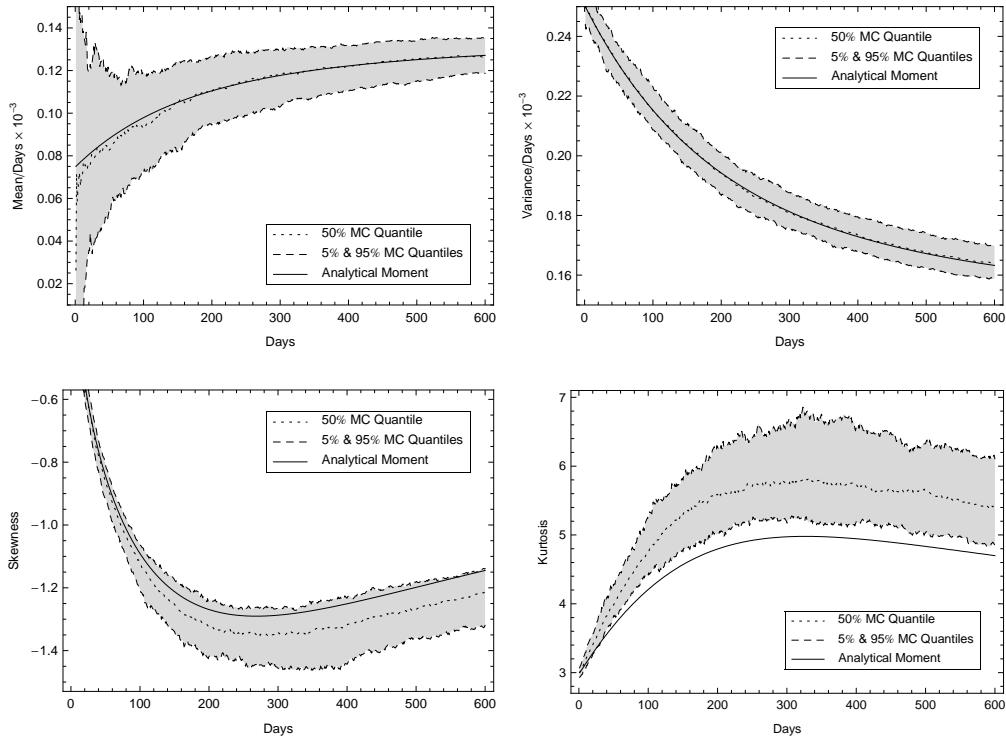 0.14
0.12
0.10
0.08
0.06
0.04
0.02
Mean/Days × 10⁻³
50% MC Quantile
5% & 95% MC Quantiles
Analytical Moment
0 100 200 300 400 500 600
Days
0.24
0.22
0.20
0.18
0.16
Variance/Days × 10⁻³
50% MC Quantile
5% & 95% MC Quantiles
Analytical Moment
0 100 200 300 400 500 600
Days
−0.6
−0.8
−1.0
−1.2
−1.4
Skewness
50% MC Quantile
5% & 95% MC Quantiles
Analytical Moment
0 100 200 300 400 500 600
Days
7
6
5
4
3
Kurtosis
50% MC Quantile
5% & 95% MC Quantiles
Analytical Moment
0 100 200 300 400 500 600
Days